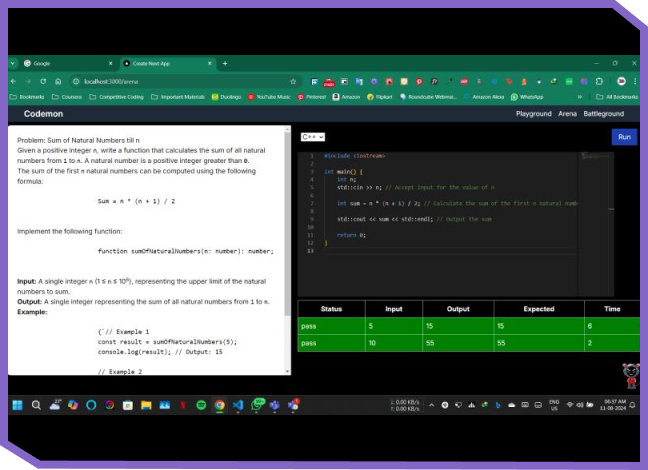 Google
Create Next App
localhost:3000/arena
Bookmarks Courses Competitive Coding Important Materials Duolingo YouTube Music Pinterest Amazon Flipkart Roundcube Webmai... Amazon Alexa WhatsApp All Bookmarks
Codemon
Playground Arena Battleground
Problem: Sum of Natural Numbers till n
Given a positive integer n, write a function that calculates the sum of all natural
numbers from 1 to n. A natural number is a positive integer greater than 0.
The sum of the first n natural numbers can be computed using the following
formula:
Sum = n * (n + 1) / 2
Implement the following function:
function sumOfNaturalNumbers(n: number): number;
Input: A single integer n (1 ≤ n ≤ 10⁶), representing the upper limit of the natural
numbers to sum.
Output: A single integer representing the sum of all natural numbers from 1 to n.
Example:
{`// Example 1
const result = sumOfNaturalNumbers(5);
console.log(result); // Output: 15
// Example 2
C++
Run
1 #include <iostream>
2
3 int main() {
4 int n;
5 std::cin >> n; // Accept input for the value of n
6
7 int sum = n * (n + 1) / 2; // Calculate the sum of the first n natural numb
8
9 std::cout << sum << std::endl; // Output the sum
10
11 return 0;
12 }
13
Status Input Output Expected Time
pass 5 15 15 6
pass 10 55 55 2
21°
0.00 KB/s
0.00 KB/s
ENG
US
06:37 AM
11-09-2024